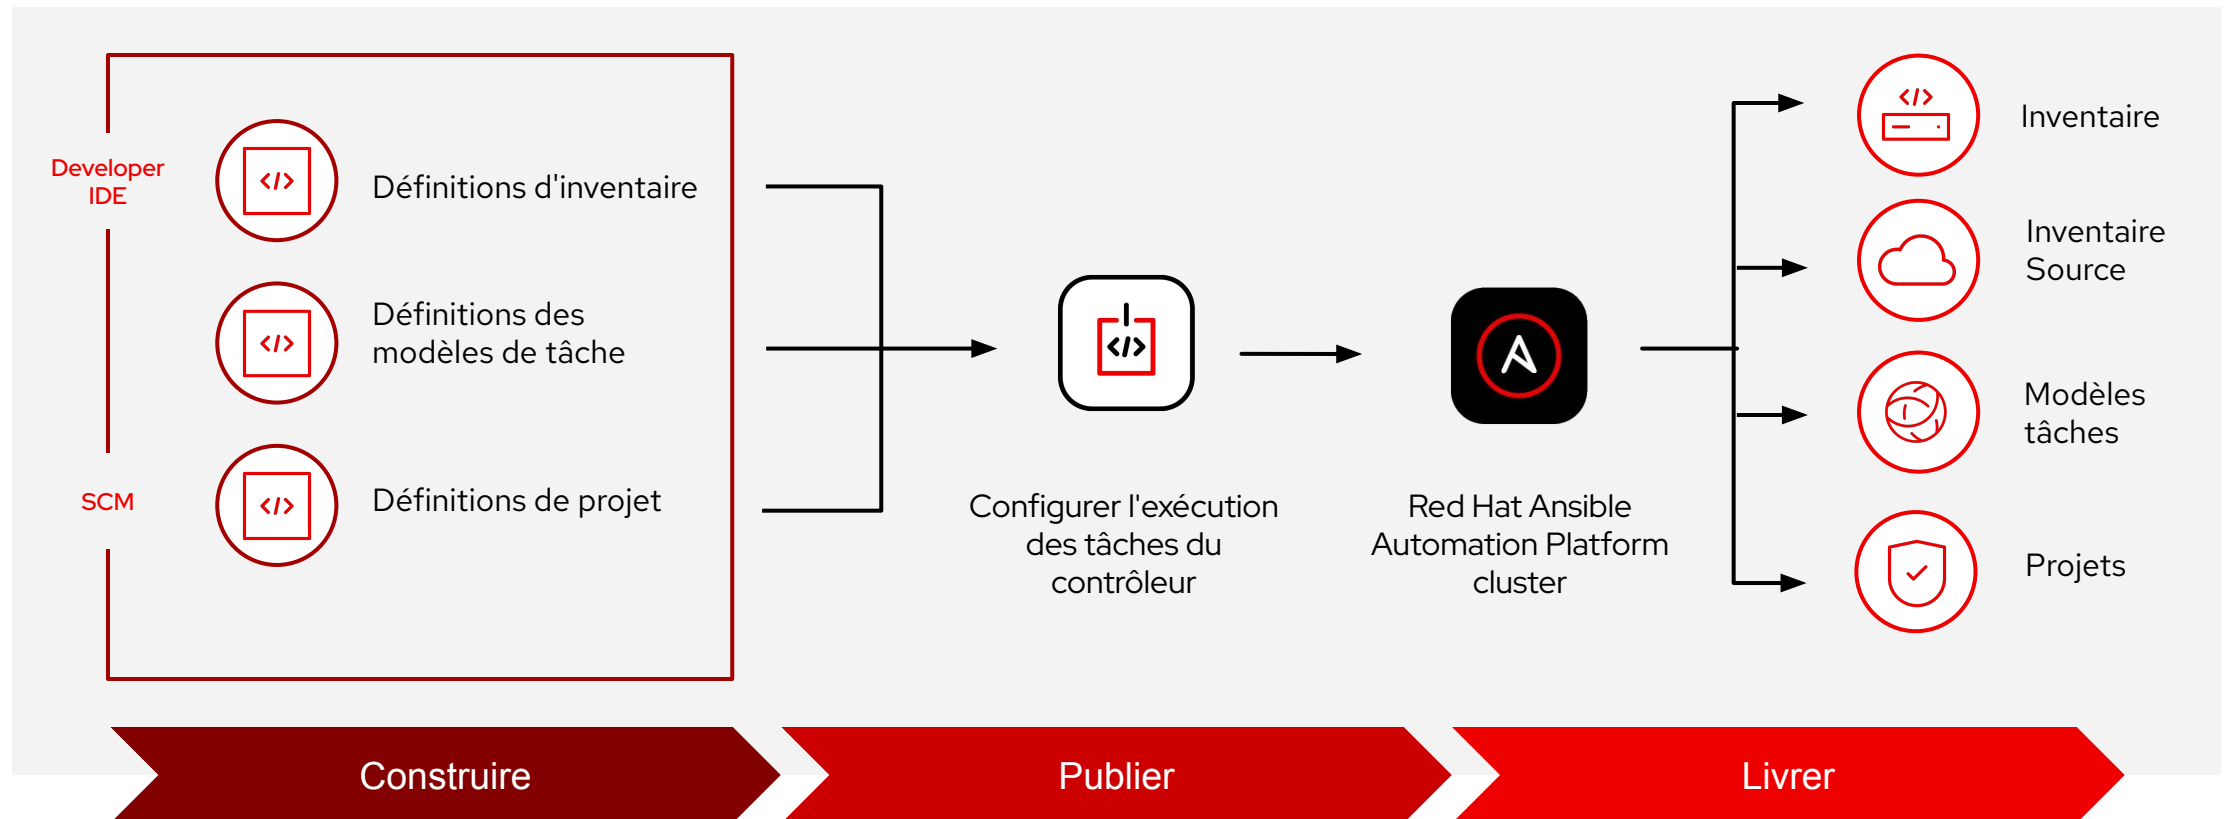 Developer
IDE
SCM
Définitions d'inventaire
Définitions des
modèles de tâche
Définitions de projet
Configurer l'exécution
des tâches du
contrôleur
Red Hat Ansible
Automation Platform
cluster
Inventaire
Inventaire
Source
Modèles
tâches
Projets
Construire
Publier
Livrer